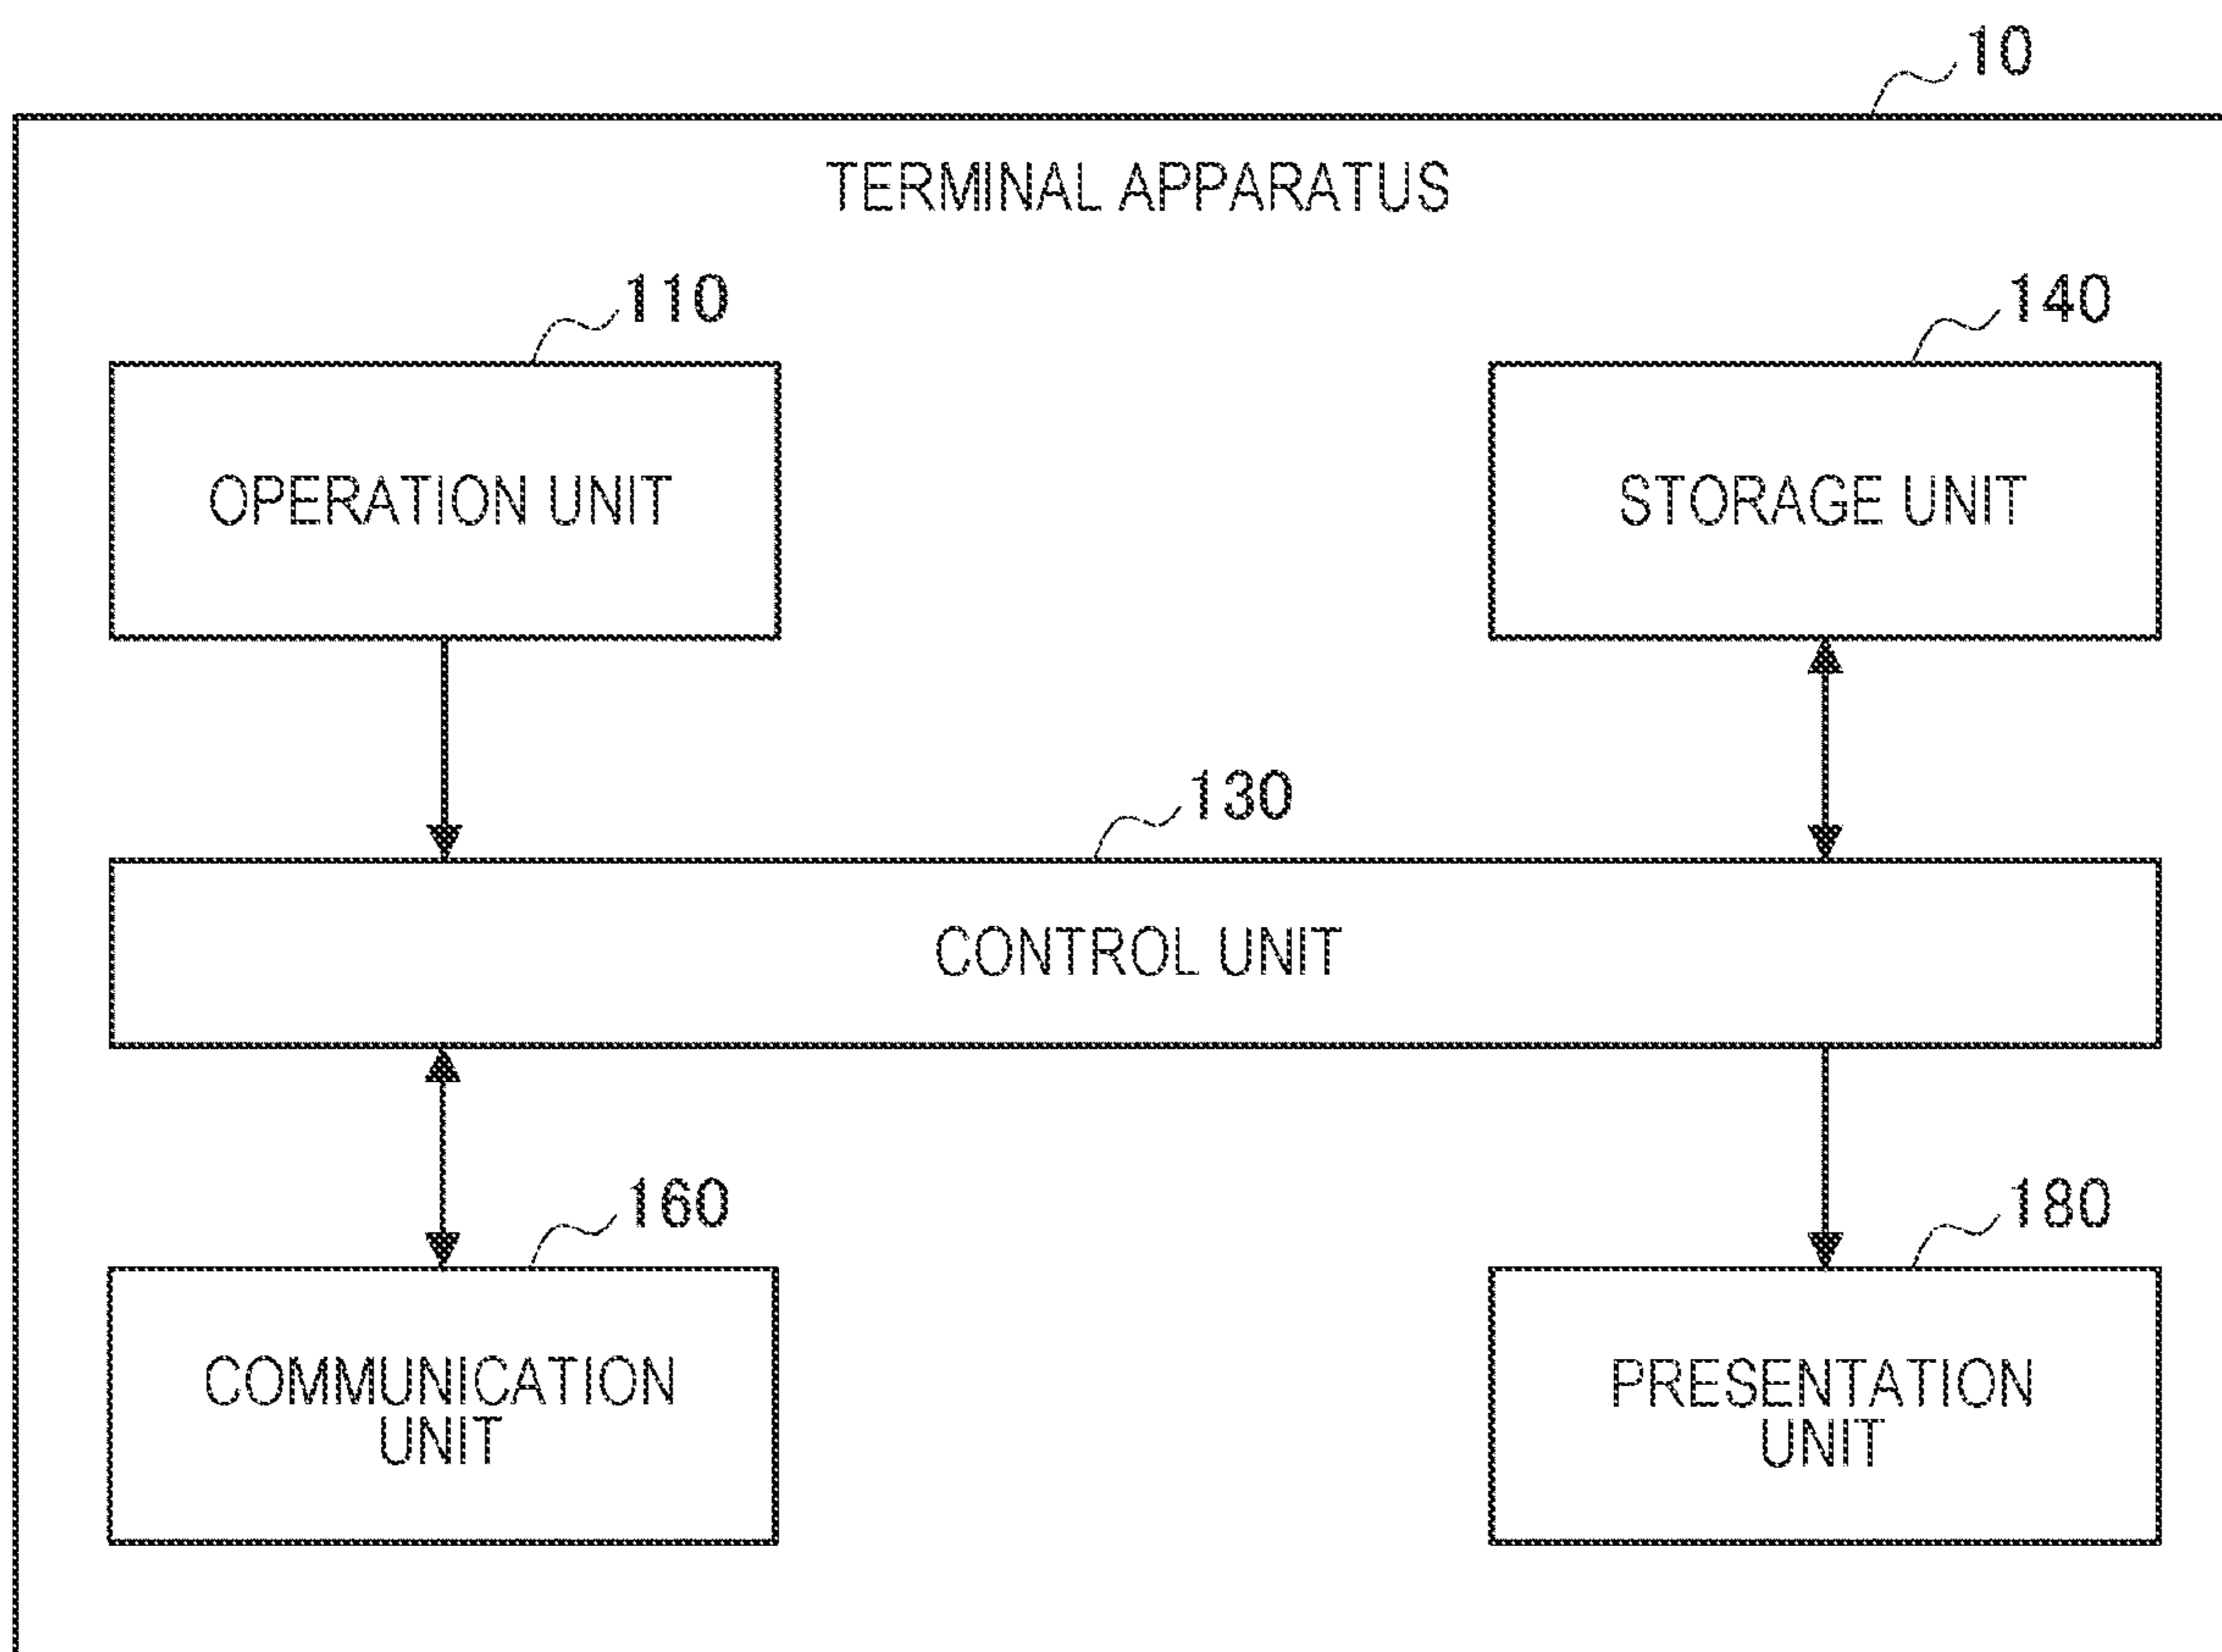 10
TERMINAL APPARATUS
110
140
OPERATION UNIT
STORAGE UNIT
130
CONTROL UNIT
160
180
COMMUNICATION
UNIT
PRESENTATION
UNIT